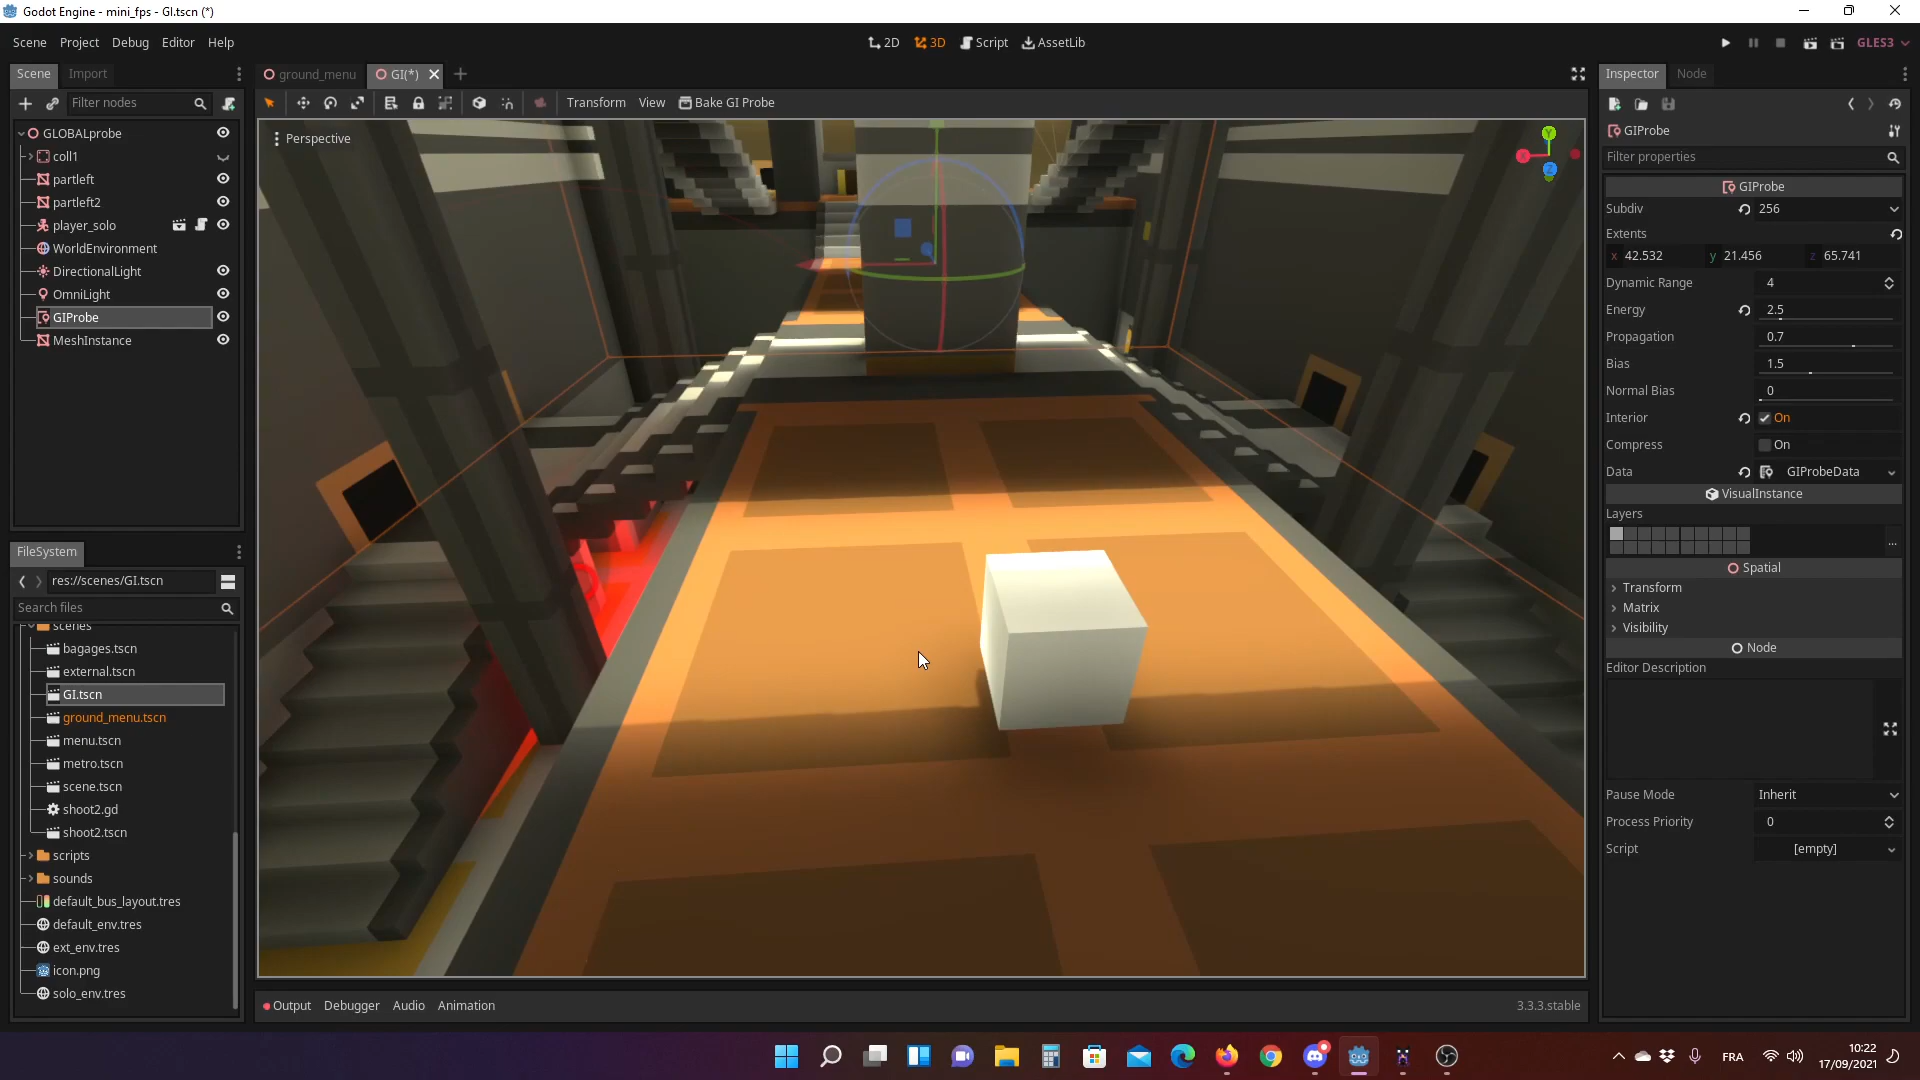 Godot Engine - mini_fps - GI.tscn (*)
Scene Project Debug Editor Help
2D 3D Script AssetLib
GLES3
Scene Import
ground_menu GI(*)
Inspector Node
Filter nodes
Transform View Bake GI Probe
GLOBALprobe
coll1
partleft
partleft2
player_solo
WorldEnvironment
DirectionalLight
OmniLight
GIProbe
MeshInstance
Perspective
Y
X
Z
GIProbe
Filter properties
GIProbe
Subdiv 256
Extents
x 42.532 y 21.456 z 65.741
Dynamic Range 4
Energy 2.5
Propagation 0.7
Bias 1.5
Normal Bias 0
Interior On
Compress On
Data GIProbeData
VisualInstance
Layers
...
Spatial
Transform
Matrix
Visibility
Node
Editor Description
Pause Mode Inherit
Process Priority 0
Script [empty]
FileSystem
res://scenes/GI.tscn
Search files
scenes
bagages.tscn
external.tscn
GI.tscn
ground_menu.tscn
menu.tscn
metro.tscn
scene.tscn
shoot2.gd
shoot2.tscn
scripts
sounds
default_bus_layout.tres
default_env.tres
ext_env.tres
icon.png
solo_env.tres
Output Debugger Audio Animation
3.3.3.stable
FRA
10:22
17/09/2021